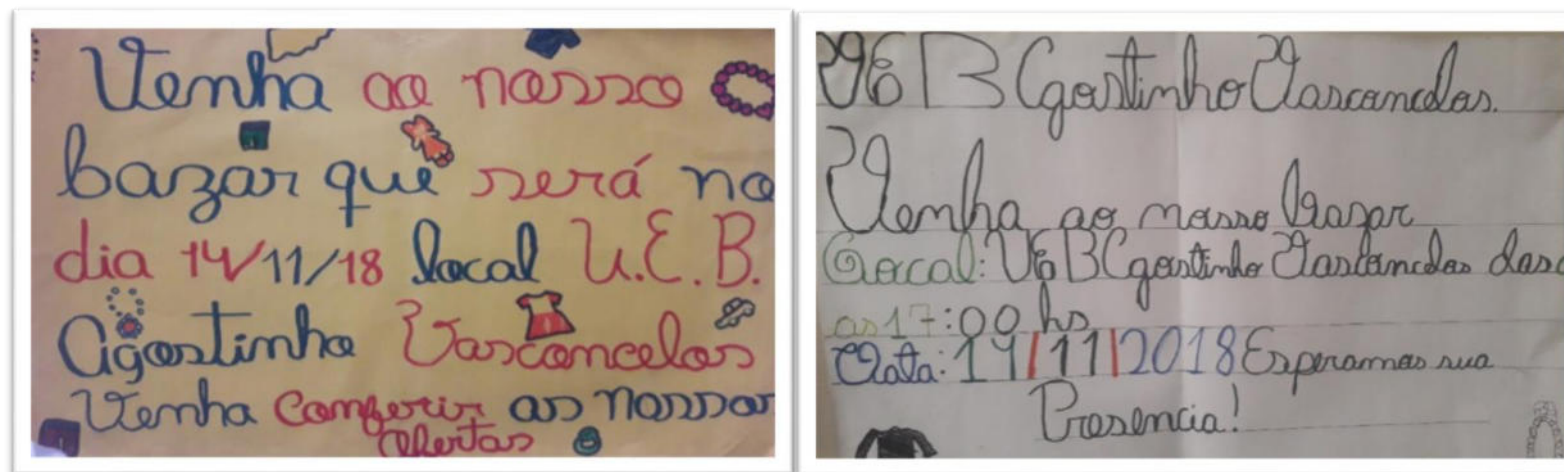 Venha ao nosso
bazar que será no
dia 14/11/18 local U.E.B.
Agostinho Vasconcelos
Venha conferir as nossas
ofertas
UEB Agostinho Vasconcelos.
Venha ao nosso bazar
Local: UEB Agostinho Vasconcelos das
as 17:00 hs
Data: 14/11/2018 Esperamos sua
Presencia!